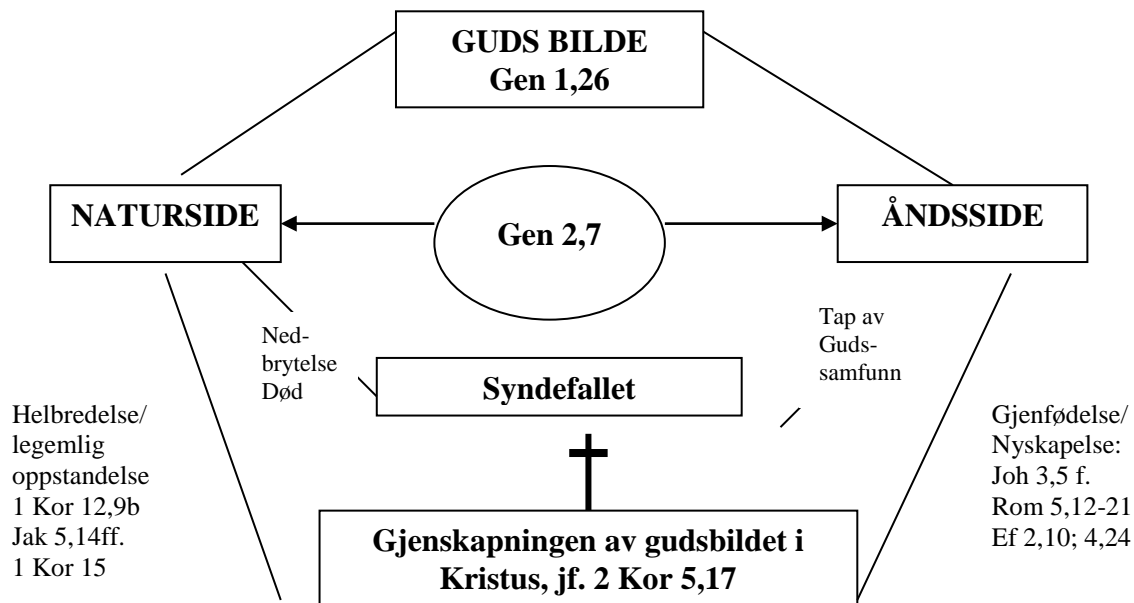 GUDS BILDE
Gen 1,26
NATURSIDE
Gen 2,7
ÅNDSSIDE
Ned-
brytelse
Død
Tap av
Guds-
samfunn
Syndefallet
Helbredelse/
legemlig
oppstandelse
1 Kor 12,9b
Jak 5,14ff.
1 Kor 15
Gjenfødelse/
Nyskapelse:
Joh 3,5 f.
Rom 5,12-21
Ef 2,10; 4,24
Gjenskapningen av gudsbildet i
Kristus, jf. 2 Kor 5,17